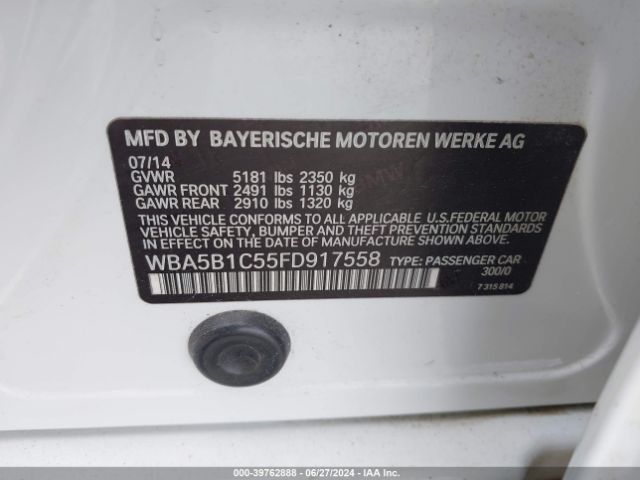 MFD BY BAYERISCHE MOTOREN WERKE AG
07/14
GVWR 5181 lbs 2350 kg
GAWR FRONT 2491 lbs 1130 kg
GAWR REAR 2910 lbs 1320 kg
THIS VEHICLE CONFORMS TO ALL APPLICABLE U.S.FEDERAL MOTOR
VEHICLE SAFETY, BUMPER AND THEFT PREVENTION STANDARDS
IN EFFECT ON THE DATE OF MANUFACTURE SHOWN ABOVE.
WBA5B1C55FD917558 TYPE: PASSENGER CAR
300/0
7315814
000-39762888 - 06/27/2024 - IAA Inc.